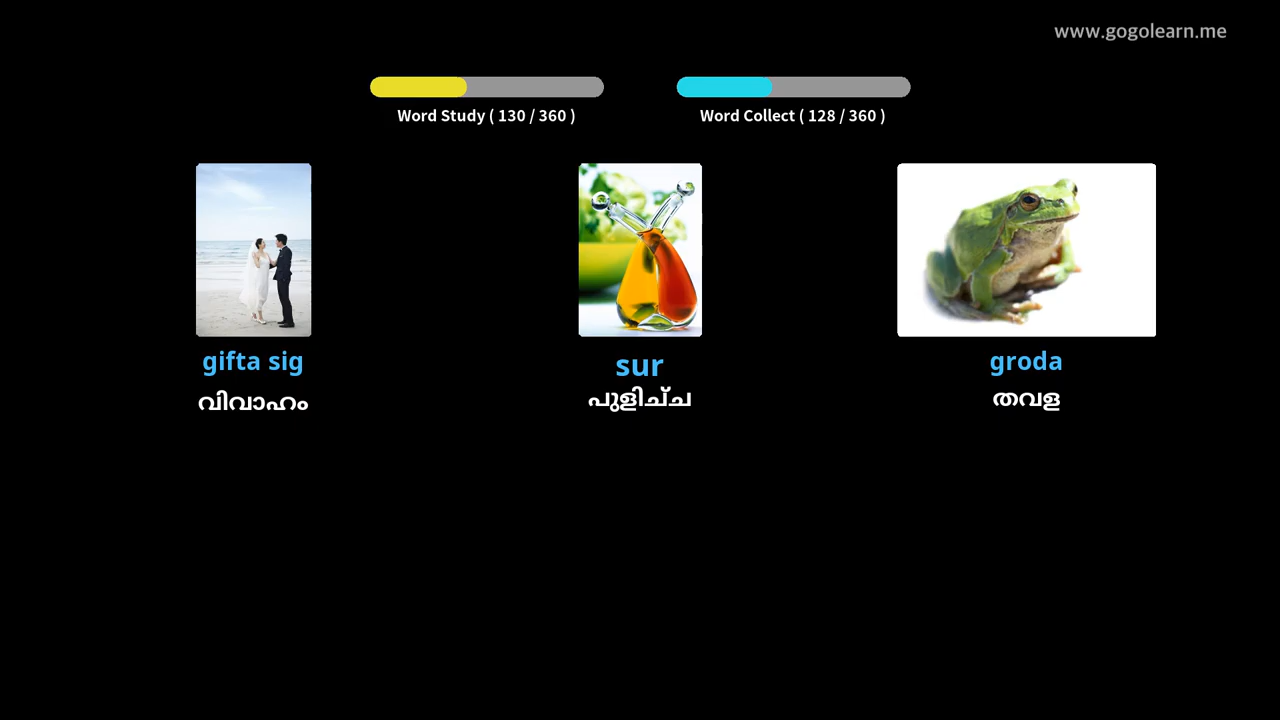 www.gogolearn.me
Word Study ( 130 / 360 )
Word Collect ( 128 / 360 )
gifta sig
വിവാഹം
sur
പുളിച്ച
groda
തവള